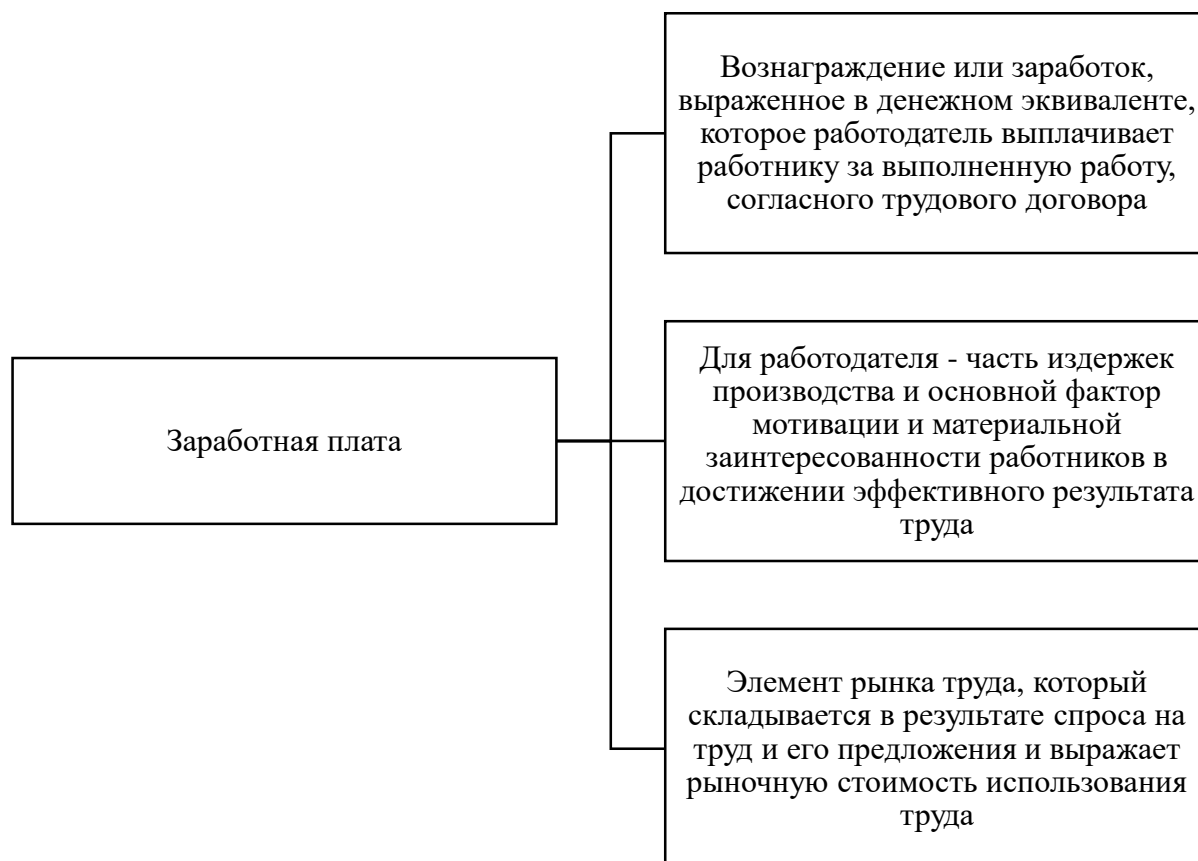 Вознаграждение или заработок,
выраженное в денежном эквиваленте,
которое работодатель выплачивает
работнику за выполненную работу,
согласного трудового договора
Заработная плата
Для работодателя - часть издержек
производства и основной фактор
мотивации и материальной
заинтересованности работников в
достижении эффективного результата
труда
Элемент рынка труда, который
складывается в результате спроса на
труд и его предложения и выражает
рыночную стоимость использования
труда